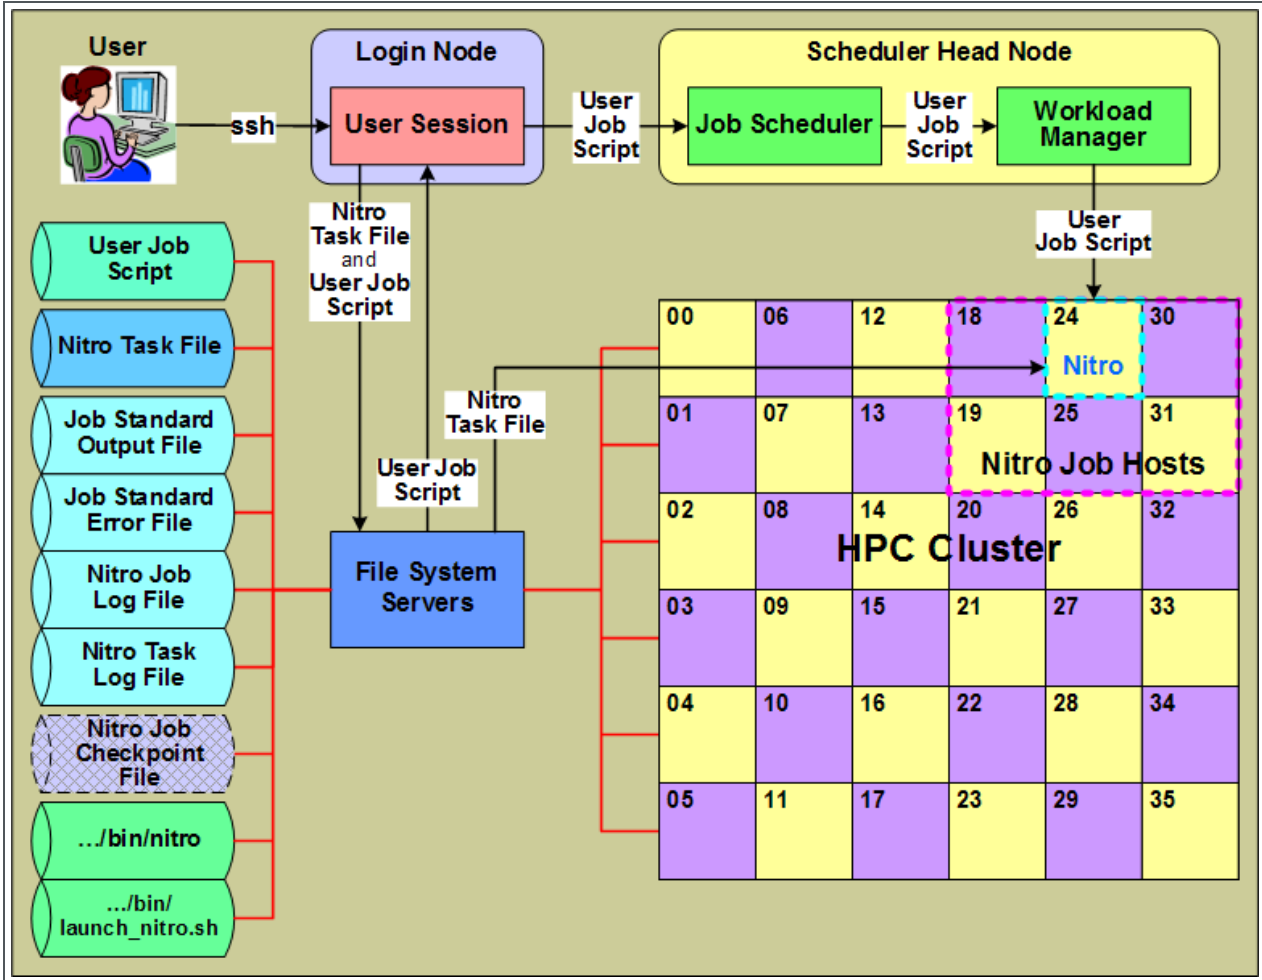 User
Login Node
Scheduler Head Node
ssh
User Session
User
Job
Script
Job Scheduler
User
Job
Script
Workload
Manager
Nitro
Task File
and
User Job
Script
User
Job Script
User Job
Script
Nitro Task File
Job Standard
Output File
Job Standard
Error File
Nitro Job
Log File
Nitro Task
Log File
Nitro Job
Checkpoint
File
.../bin/nitro
.../bin/
launch_nitro.sh
Nitro
Task File
User Job
Script
File System
Servers
00 06 12 18 24 30
Nitro
01 07 13 19 25 31
Nitro Job Hosts
02 08 14 20 26 32
HPC Cluster
03 09 15 21 27 33
04 10 16 22 28 34
05 11 17 23 29 35